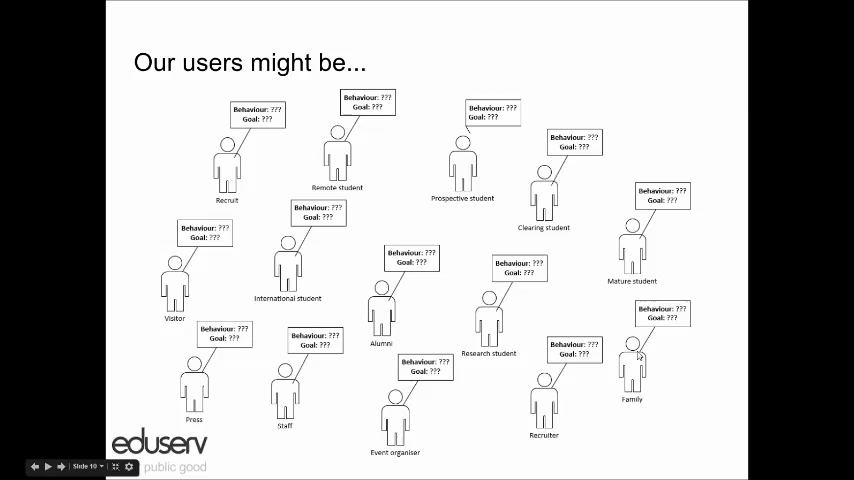 Our users might be...
Behaviour: ???
Goal: ???
Recruit
Behaviour: ???
Goal: ???
Remote student
Behaviour: ???
Goal: ???
Prospective student
Behaviour: ???
Goal: ???
Clearing student
Behaviour: ???
Goal: ???
Mature student
Behaviour: ???
Goal: ???
Visitor
Behaviour: ???
Goal: ???
International student
Behaviour: ???
Goal: ???
Alumni
Behaviour: ???
Goal: ???
Research student
Behaviour: ???
Goal: ???
Family
Behaviour: ???
Goal: ???
Press
Behaviour: ???
Goal: ???
Staff
Behaviour: ???
Goal: ???
Event organiser
Behaviour: ???
Goal: ???
Recruiter
eduserv
public good
Slide 10